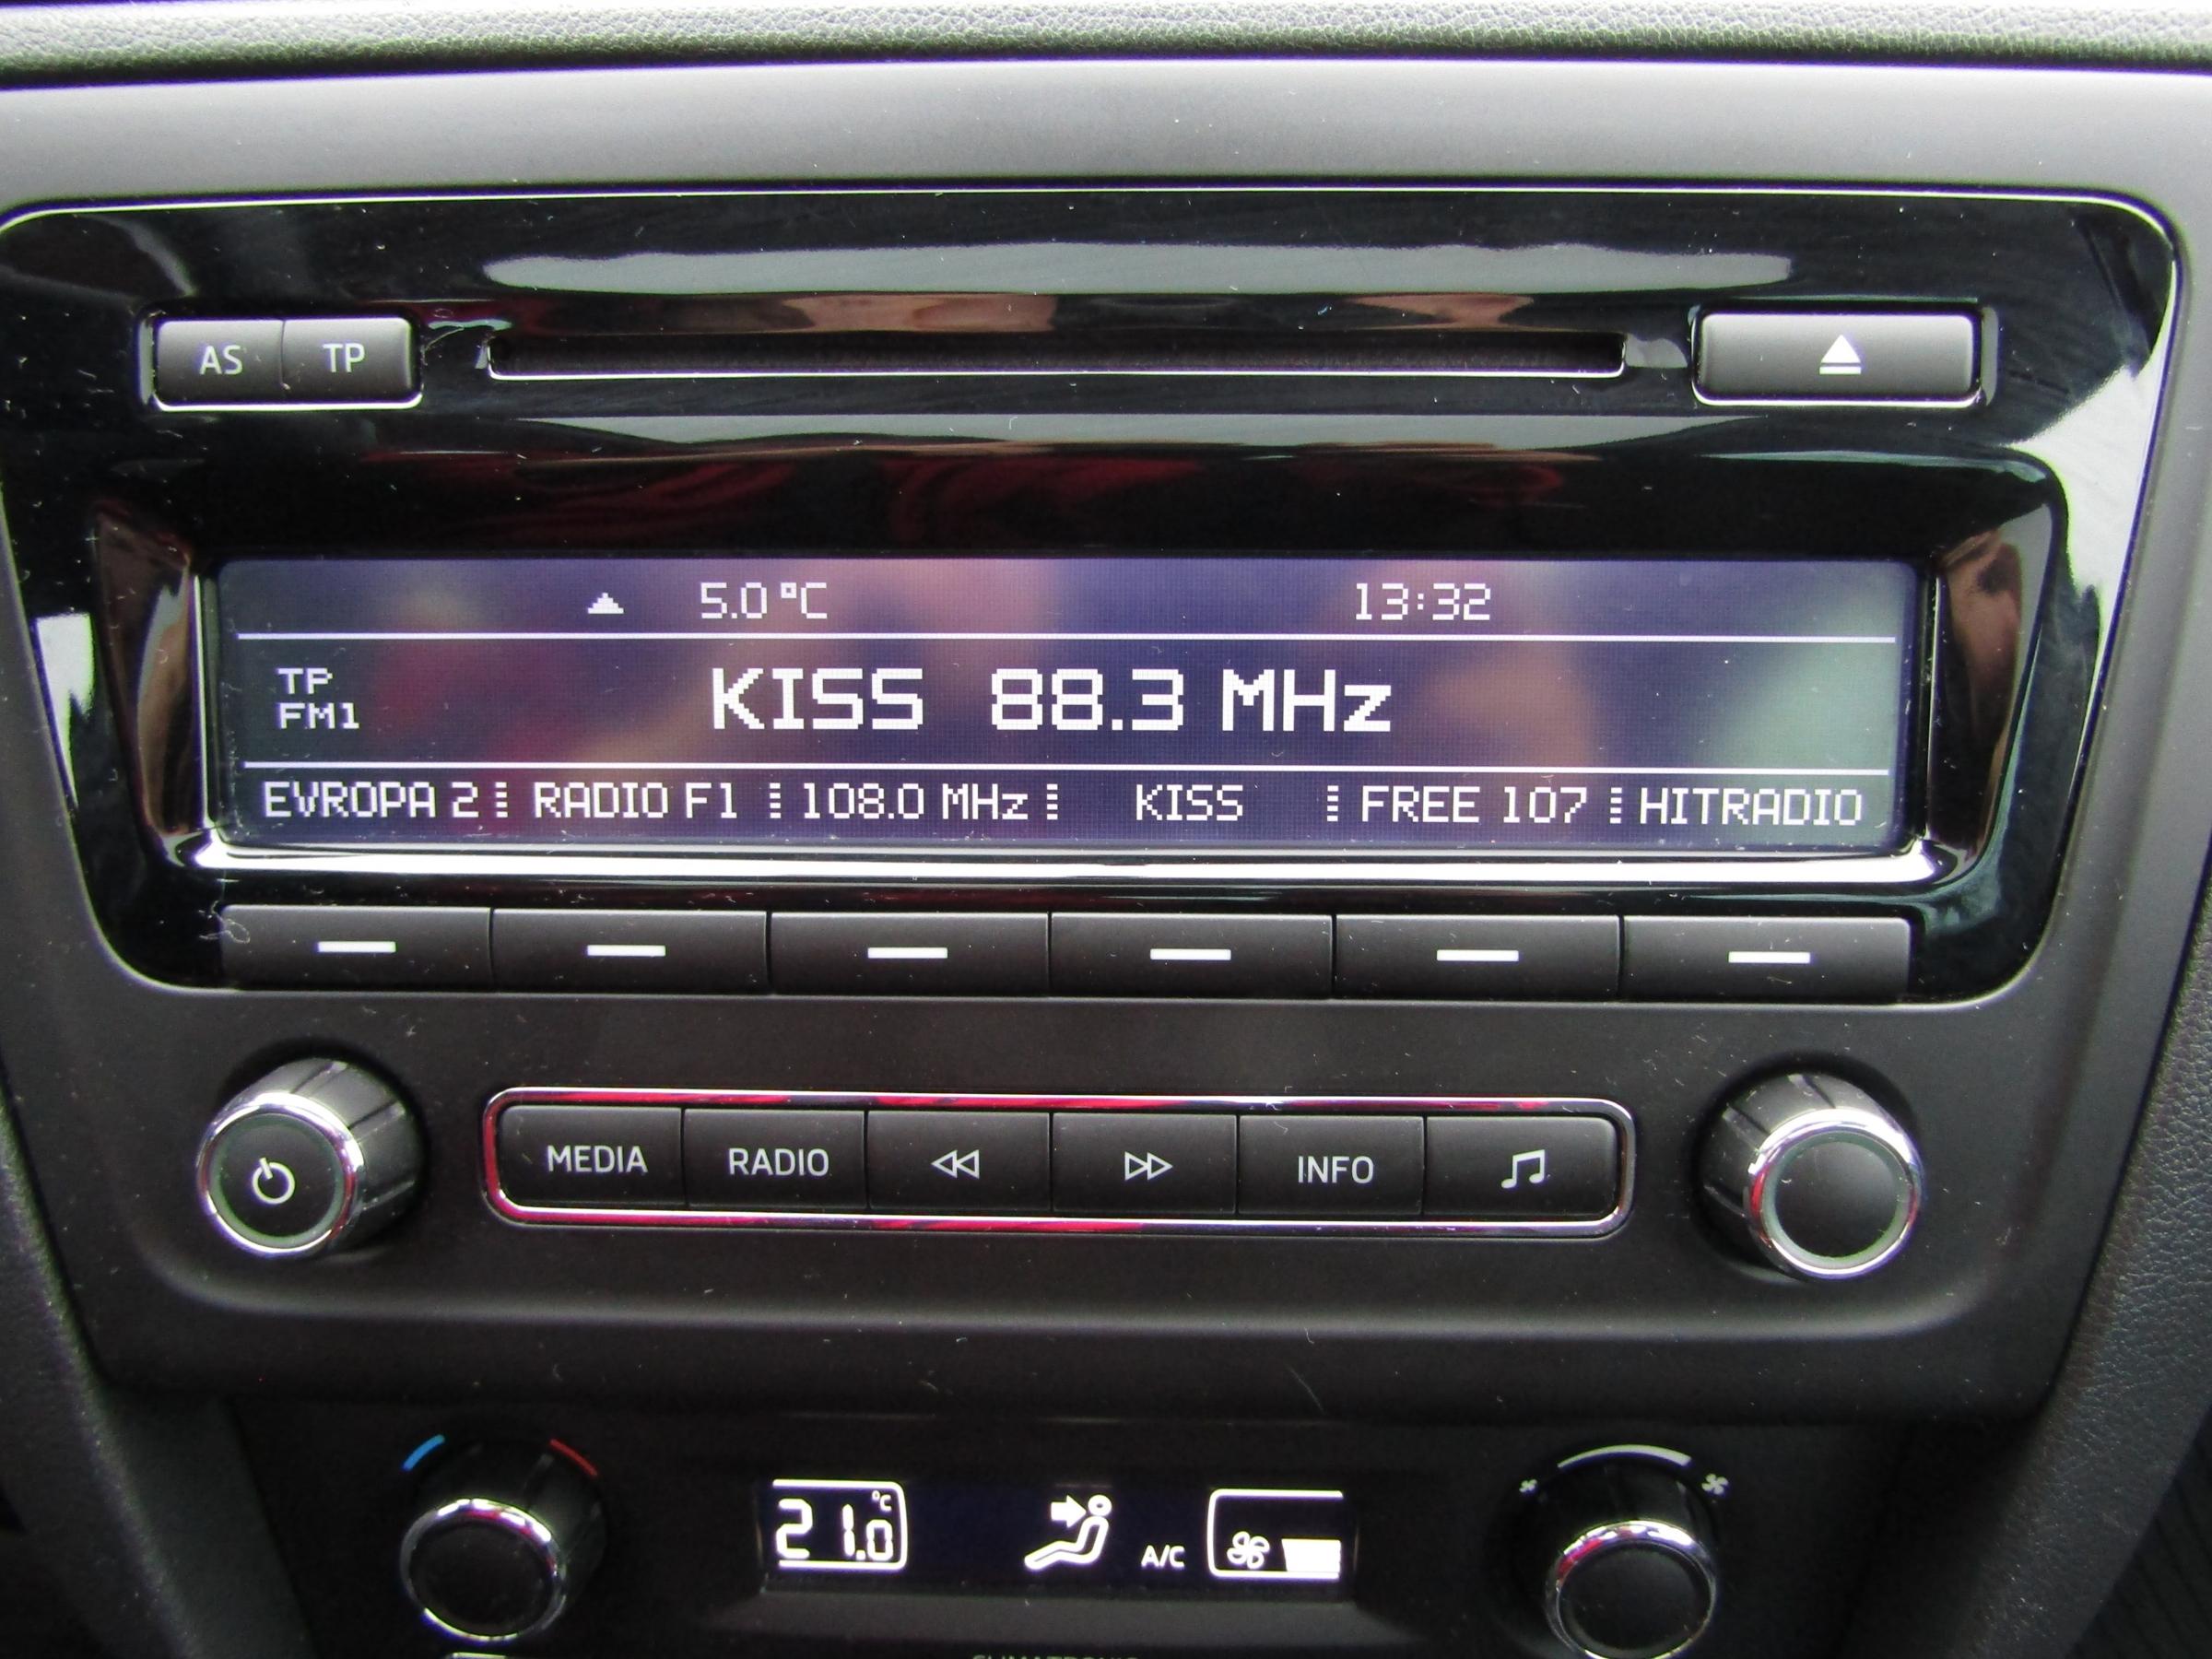 AS TP
5.0 °C 13:32
TP
FM1
KISS 88.3 MHz
EVROPA 2 RADIO F1 108.0 MHz KISS FREE 107 HITRADIO
MEDIA RADIO INFO
21.0 °C A/C